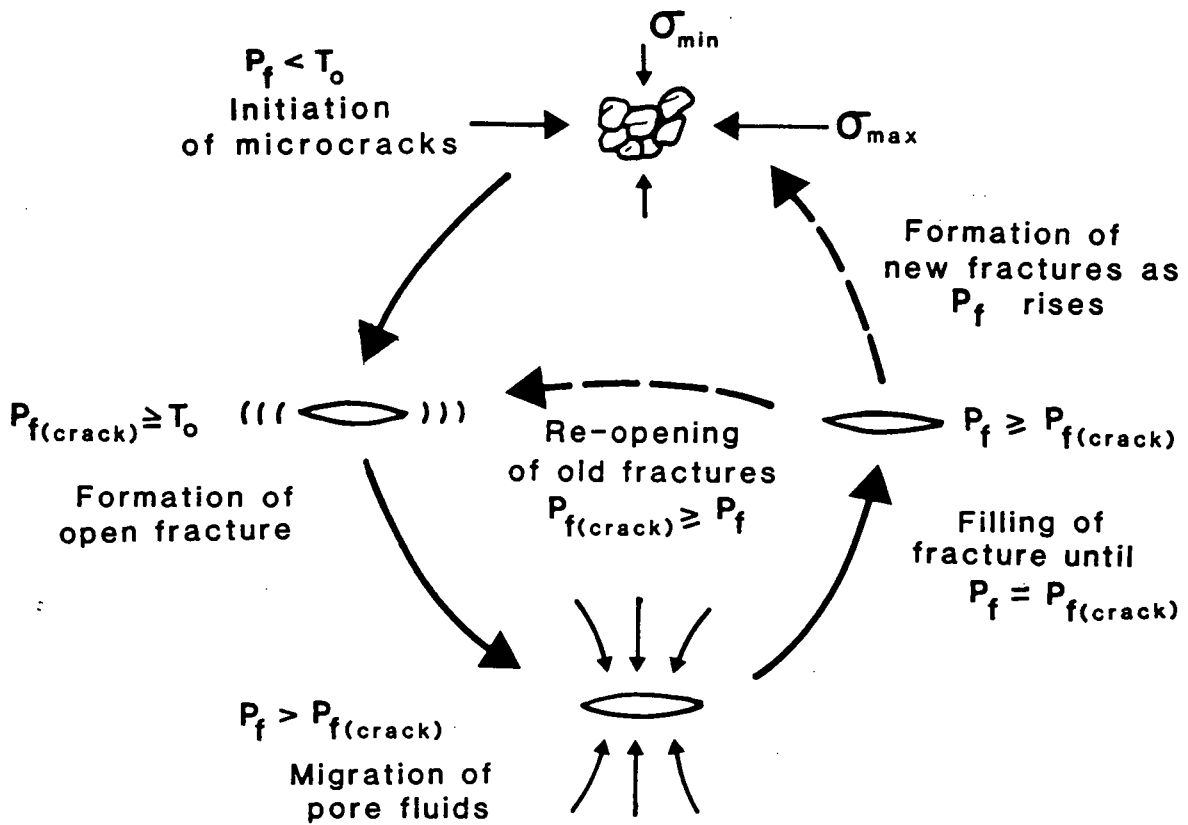 σmin
Pf < To
Initiation
of microcracks
σmax
Formation of
new fractures as
Pf rises
Pf(crack) ≥ To
((( )))
Re-opening
of old fractures
Pf(crack) ≥ Pf
Pf ≥ Pf(crack)
Formation of
open fracture
Filling of
fracture until
Pf = Pf(crack)
Pf > Pf(crack)
Migration of
pore fluids